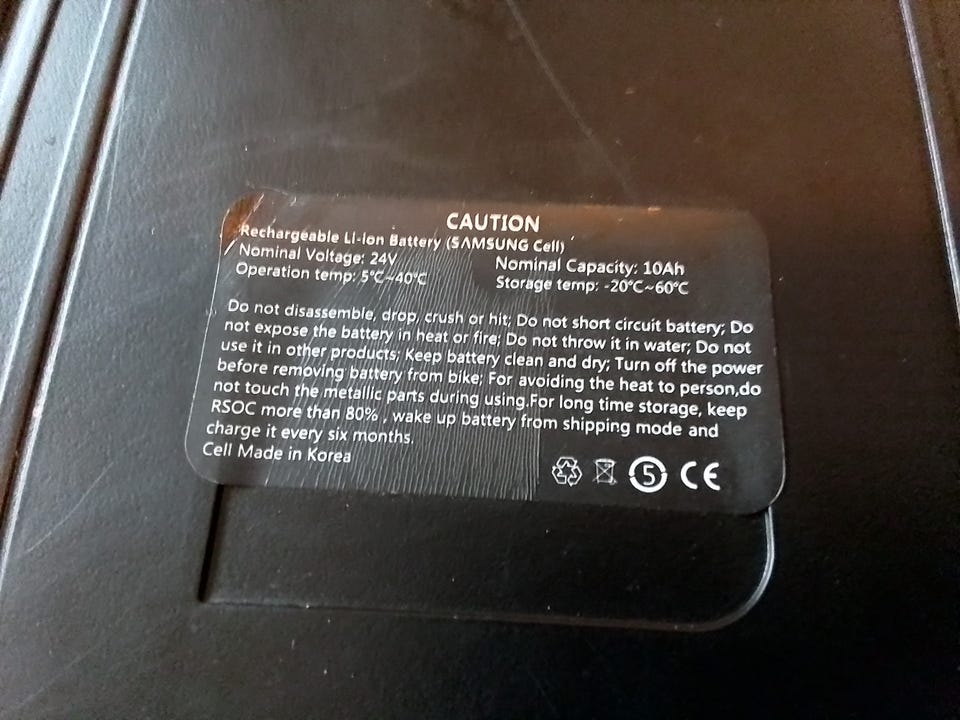 CAUTION
Rechargeable Li-Ion Battery (SAMSUNG Cell)
Nominal Voltage: 24V Nominal Capacity: 10Ah
Operation temp: 5℃~40℃ Storage temp: -20℃~60℃
Do not disassemble, drop, crush or hit; Do not short circuit battery; Do
not expose the battery in heat or fire; Do not throw it in water; Do not
use it in other products; Keep battery clean and dry; Turn off the power
before removing battery from bike; For avoiding the heat to person,do
not touch the metallic parts during using.For long time storage, keep
RSOC more than 80% , wake up battery from shipping mode and
charge it every six months.
Cell Made in Korea
5 CE